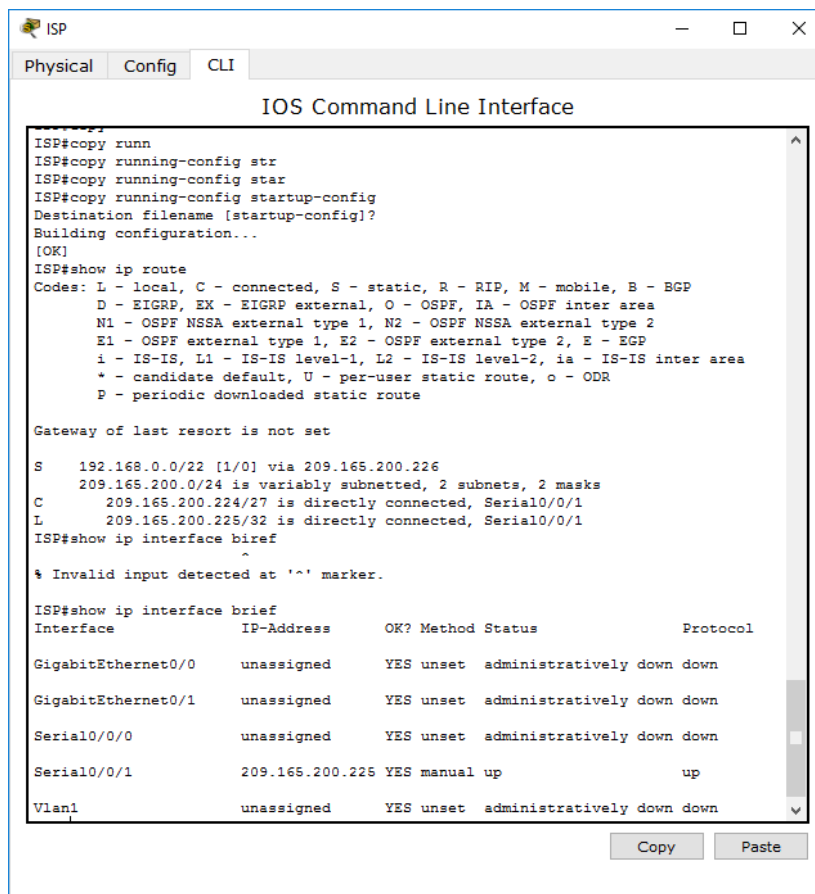 ISP
Physical Config CLI
IOS Command Line Interface
ISP#copy runn
ISP#copy running-config str
ISP#copy running-config star
ISP#copy running-config startup-config
Destination filename [startup-config]?
Building configuration...
[OK]
ISP#show ip route
Codes: L - local, C - connected, S - static, R - RIP, M - mobile, B - BGP
D - EIGRP, EX - EIGRP external, O - OSPF, IA - OSPF inter area
N1 - OSPF NSSA external type 1, N2 - OSPF NSSA external type 2
E1 - OSPF external type 1, E2 - OSPF external type 2, E - EGP
i - IS-IS, L1 - IS-IS level-1, L2 - IS-IS level-2, ia - IS-IS inter area
* - candidate default, U - per-user static route, o - ODR
P - periodic downloaded static route
Gateway of last resort is not set
S 192.168.0.0/22 [1/0] via 209.165.200.226
209.165.200.0/24 is variably subnetted, 2 subnets, 2 masks
C 209.165.200.224/27 is directly connected, Serial0/0/1
L 209.165.200.225/32 is directly connected, Serial0/0/1
ISP#show ip interface biref
^
% Invalid input detected at '^' marker.
ISP#show ip interface brief
Interface IP-Address OK? Method Status Protocol
GigabitEthernet0/0 unassigned YES unset administratively down down
GigabitEthernet0/1 unassigned YES unset administratively down down
Serial0/0/0 unassigned YES unset administratively down down
Serial0/0/1 209.165.200.225 YES manual up up
Vlan1 unassigned YES unset administratively down down
Copy Paste